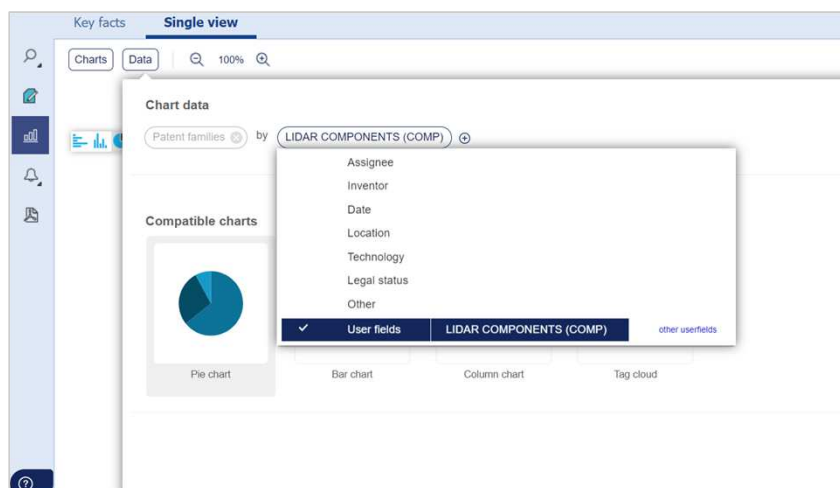 Key facts Single view
Charts Data 100%
Chart data
Patent families by LIDAR COMPONENTS (COMP)
Assignee
Inventor
Date
Location
Technology
Legal status
Other
User fields LIDAR COMPONENTS (COMP) other userfields
Compatible charts
Pie chart Bar chart Column chart Tag cloud